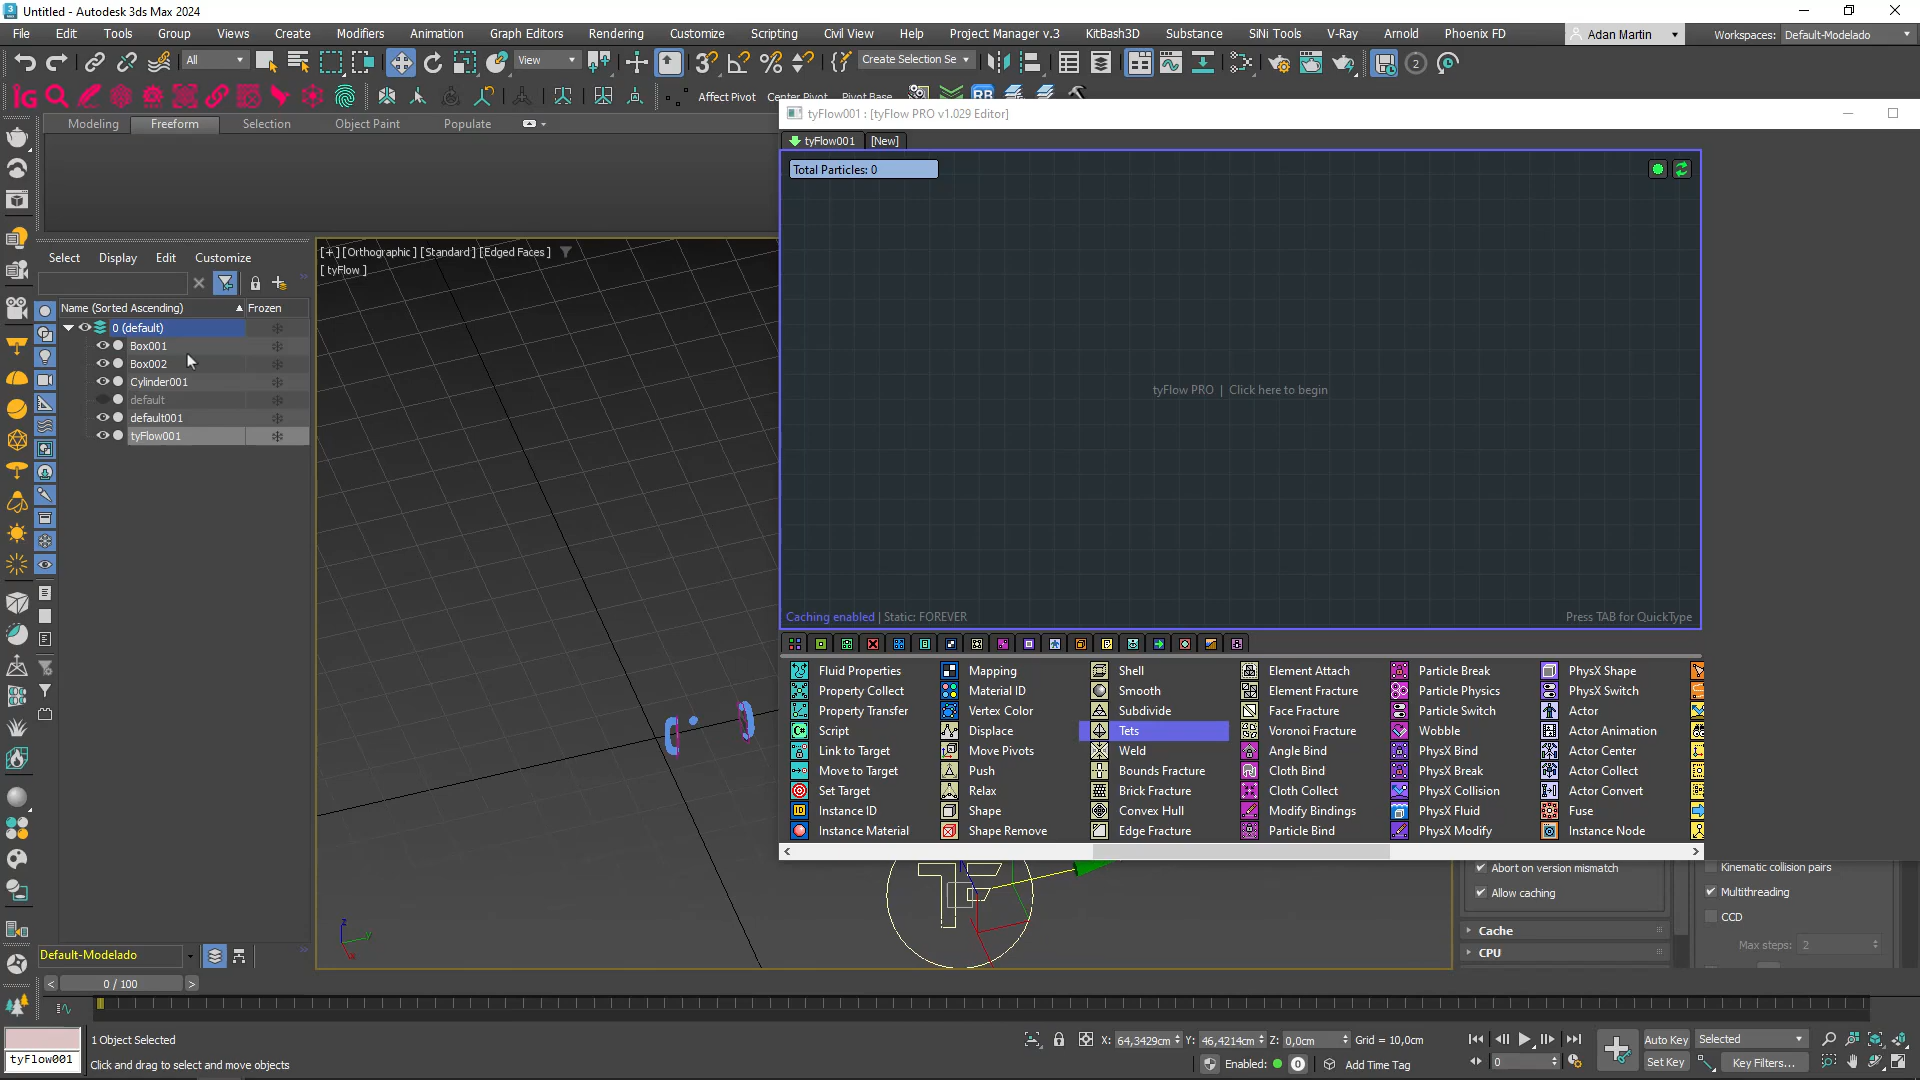 Untitled - Autodesk 3ds Max 2024
File Edit Tools Group Views Create Modifiers Animation Graph Editors Rendering Customize Scripting Civil View Help Project Manager v.3 KitBash3D Substance SiNi Tools V-Ray Arnold Phoenix FD Adan Martin Workspaces: Default-Modelado
All View Create Selection Se
Affect Pivot Center Pivot Pivot Base RB
Modeling Freeform Selection Object Paint Populate
tyFlow001 : [tyFlow PRO v1.029 Editor]
tyFlow001 [New]
Total Particles: 0
tyFlow PRO | Click here to begin
Caching enabled | Static: FOREVER Press TAB for QuickType
Select Display Edit Customize
Name (Sorted Ascending) Frozen
0 (default)
Box001
Box002
Cylinder001
default
default001
tyFlow001
[+] [Orthographic] [Standard] [Edged Faces]
[ tyFlow ]
Fluid Properties Mapping Shell Element Attach Particle Break PhysX Shape
Property Collect Material ID Smooth Element Fracture Particle Physics PhysX Switch
Property Transfer Vertex Color Subdivide Face Fracture Particle Switch Actor
Script Displace Tets Voronoi Fracture Wobble Actor Animation
Link to Target Move Pivots Weld Angle Bind PhysX Bind Actor Center
Move to Target Push Bounds Fracture Cloth Bind PhysX Break Actor Collect
Set Target Relax Brick Fracture Cloth Collect PhysX Collision Actor Convert
Instance ID Shape Convex Hull Modify Bindings PhysX Fluid Fuse
Instance Material Shape Remove Edge Fracture Particle Bind PhysX Modify Instance Node
Abort on version mismatch Kinematic collision pairs
Allow caching Multithreading
CCD
Cache Max steps: 2
CPU
Default-Modelado
0 / 100
tyFlow001 1 Object Selected
Click and drag to select and move objects
X: 64,3429cm Y: 46,4214cm Z: 0,0cm Grid = 10,0cm
Enabled: 0 Add Time Tag
0
Auto Key Selected
Set Key Key Filters...